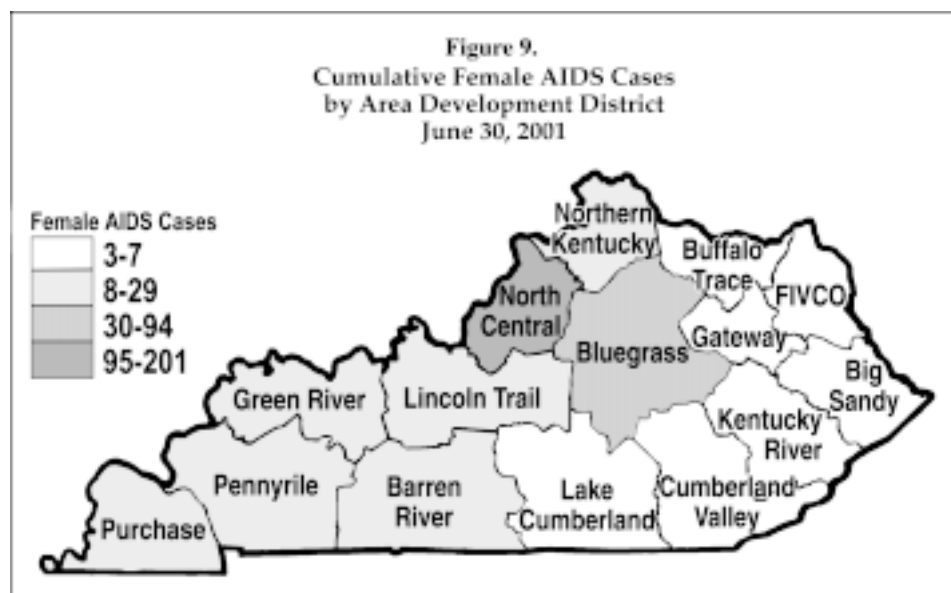 Figure 9.
Cumulative Female AIDS Cases
by Area Development District
June 30, 2001
Female AIDS Cases
3-7
8-29
30-94
95-201
Northern
Kentucky
Buffalo
Trace
FIVCO
North
Central
Gateway
Bluegrass
Big
Sandy
Green River
Lincoln Trail
Kentucky
River
Pennyrile
Barren
River
Lake
Cumberland
Cumberland
Valley
Purchase